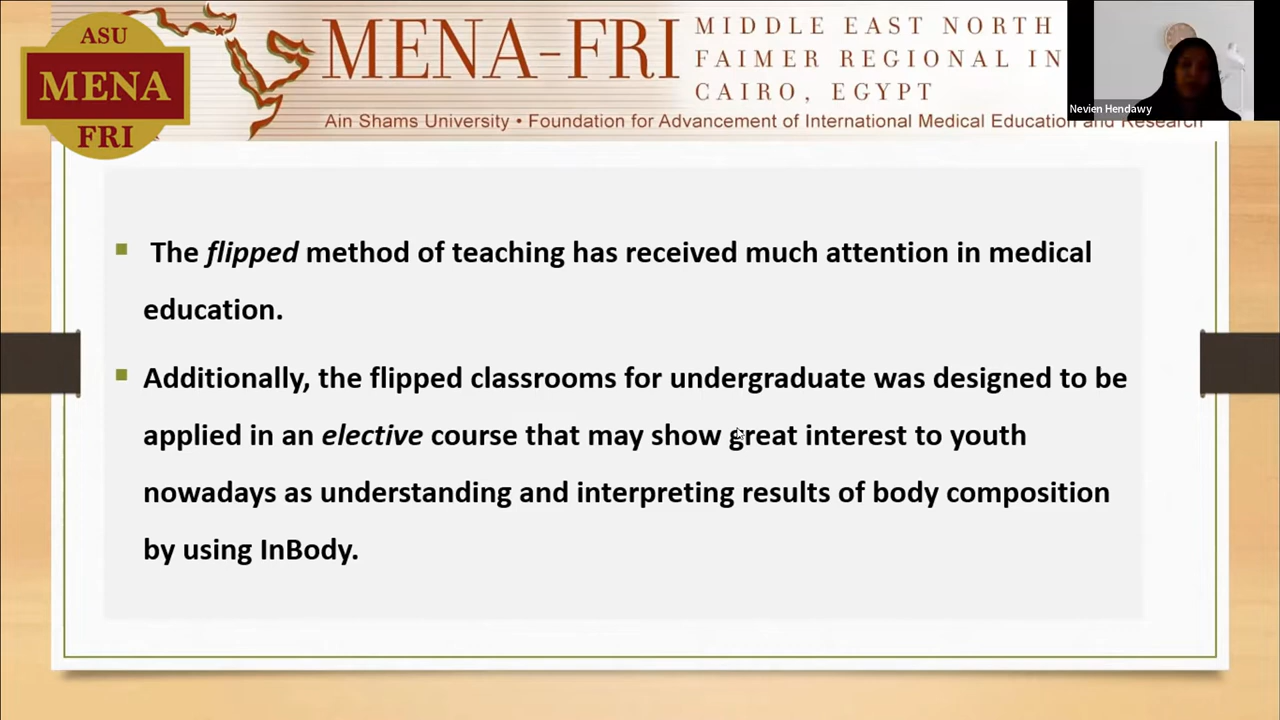 ASU
MENA
FRI
MENA-FRI
MIDDLE EAST NORTH
FAIMER REGIONAL IN
CAIRO, EGYPT
Ain Shams University • Foundation for Advancement of International Medical Education and Research
Nevien Hendawy
The flipped method of teaching has received much attention in medical
education.
Additionally, the flipped classrooms for undergraduate was designed to be
applied in an elective course that may show great interest to youth
nowadays as understanding and interpreting results of body composition
by using InBody.